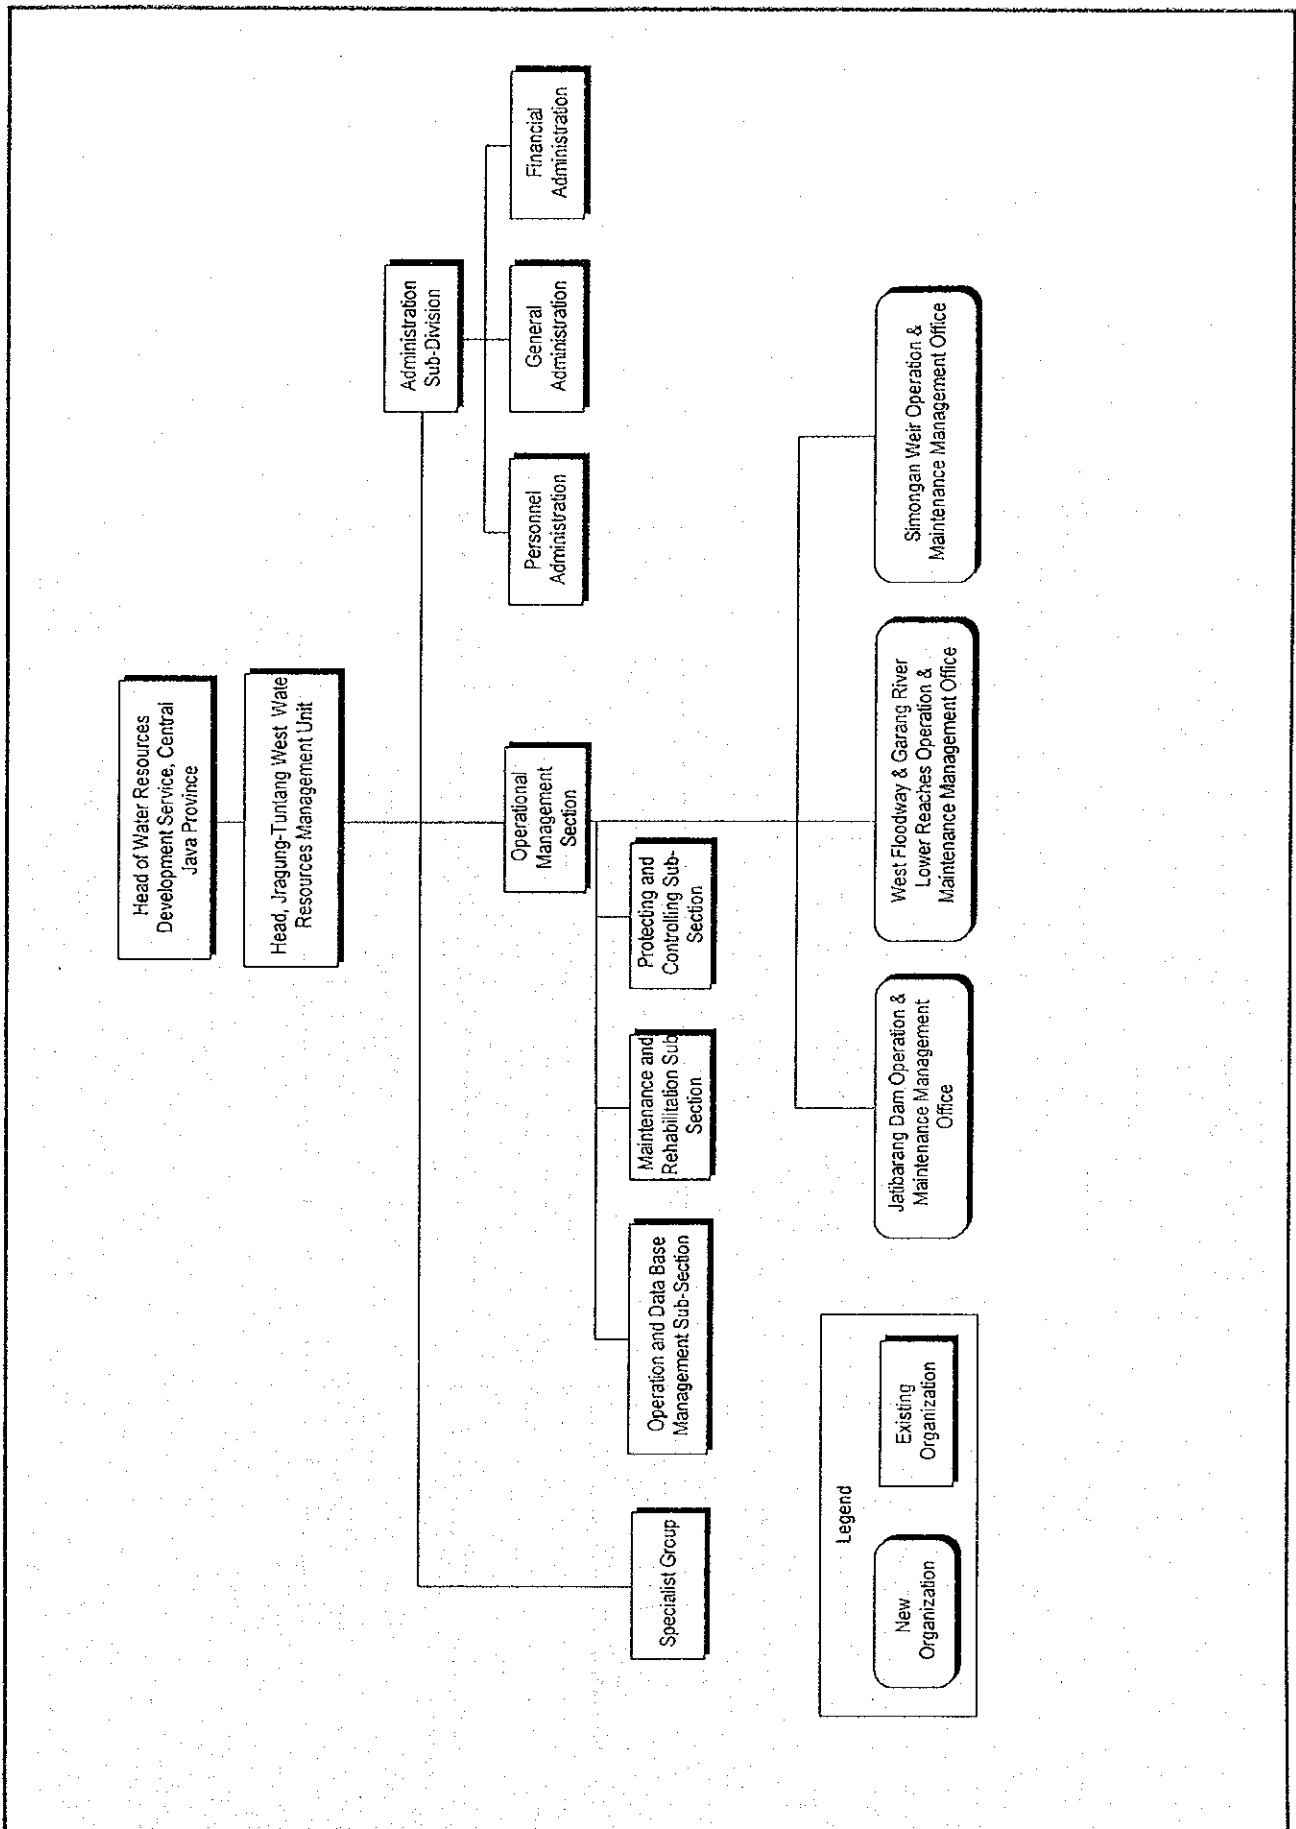 Head of Water Resources
Development Service, Central
Java Province
Head, Jragung-Tuntang West Wate
Resources Management Unit
Administration
Sub-Division
Personnel
Administration
General
Administration
Financial
Administration
Operational
Management
Section
Specialist Group
Operation and Data Base
Management Sub-Section
Maintenance and
Rehabilitation Sub
Section
Protecting and
Controlling Sub-
Section
Jatibarang Dam Operation &
Maintenance Management
Office
West Floodway & Garang River
Lower Reaches Operation &
Maintenance Management Office
Simongan Weir Operation &
Maintenance Management Office
Legend
New
Organization
Existing
Organization